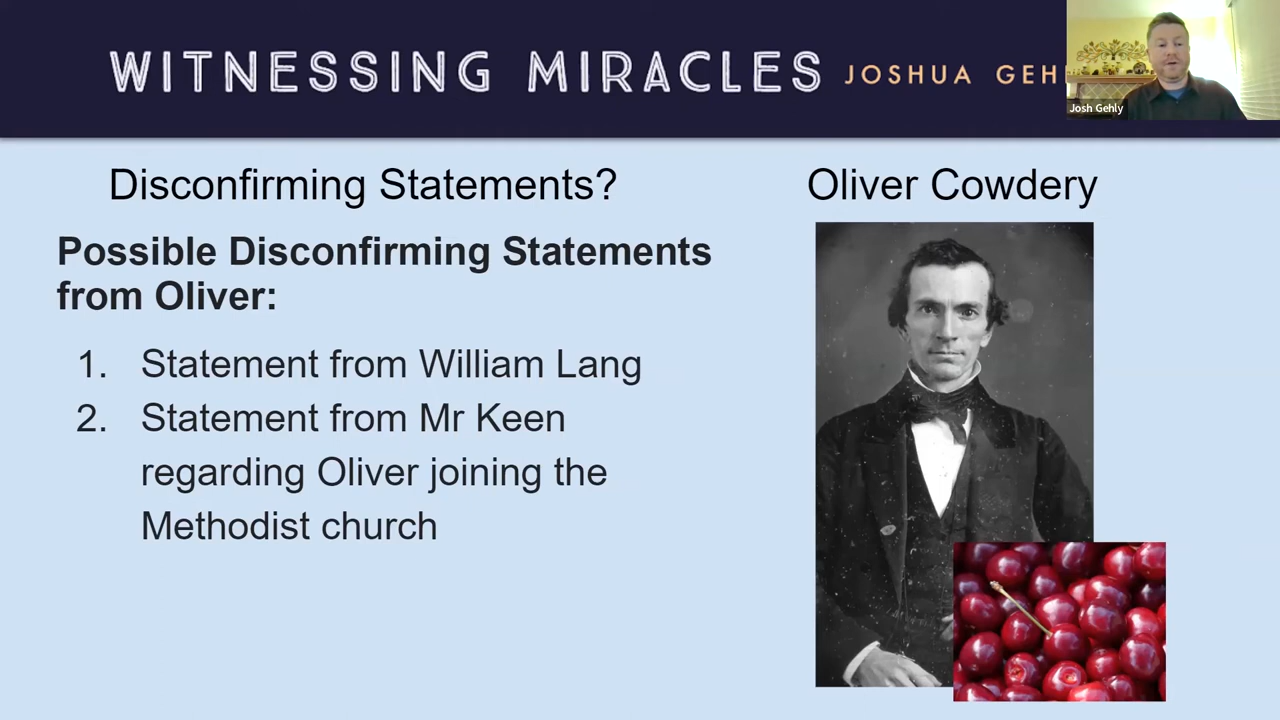 WITNESSING MIRACLES JOSHUA GEH
Josh Gehly
Disconfirming Statements?
Oliver Cowdery
Possible Disconfirming Statements
from Oliver:
1. Statement from William Lang
2. Statement from Mr Keen
regarding Oliver joining the
Methodist church